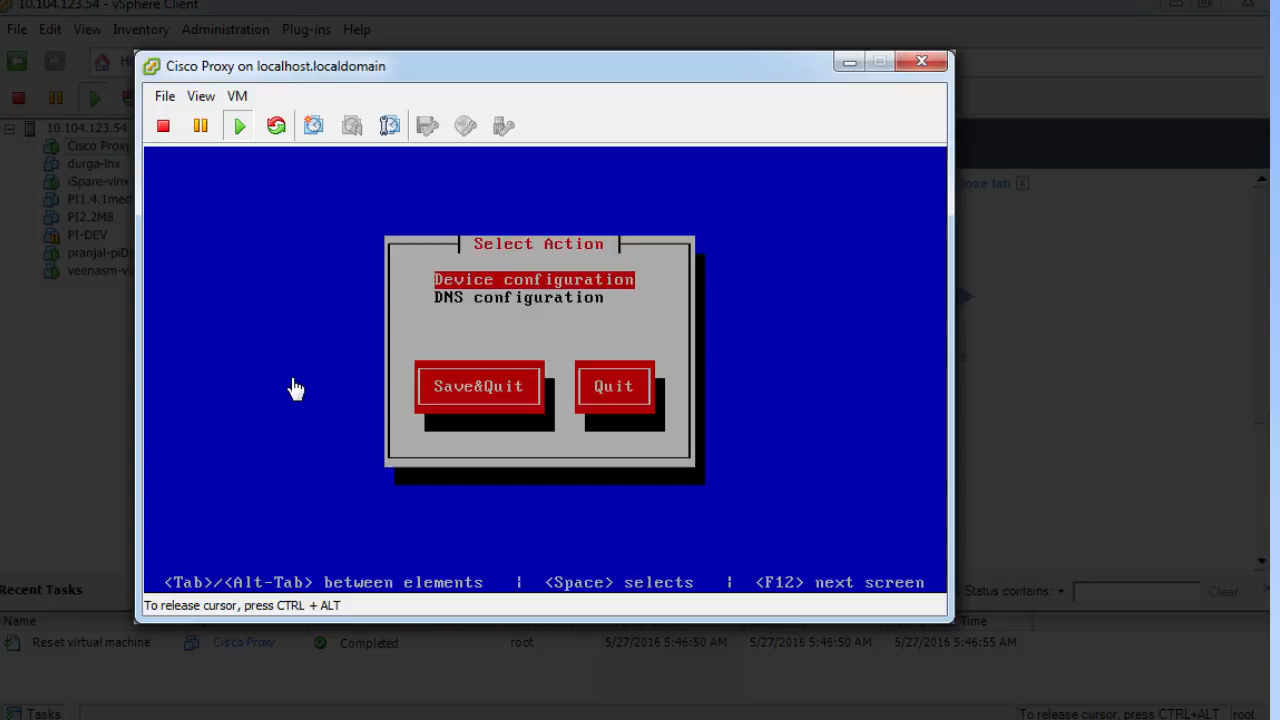 10.104.123.54 - vSphere Client
File Edit View Inventory Administration Plug-ins Help
Cisco Proxy on localhost.localdomain
File View VM
10.104.123.54
Cisco Proxy
durga-lnx
PI2.2M8
PI-DEV
lose tab
Select Action
Device configuration
DNS configuration
Save&Quit Quit
<Tab>/<Alt-Tab> between elements | <Space> selects | <F12> next screen
To release cursor, press CTRL + ALT
Recent Tasks
Status contains: Clear
Name Time
Reset virtual machine Cisco Proxy Completed root 5/27/2016 5:46:50 AM 5/27/2016 5:46:50 AM 5/27/2016 5:46:55 AM
Tasks To release cursor, press CTRL+ALT root